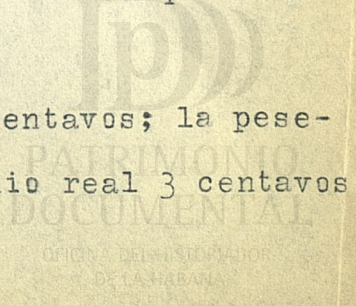 entavos; la pese-
PATRIMONIO
io real 3 centavos
DOCUMENTAL
OFICINA DEL HISTORIADOR
DE LA HABANA